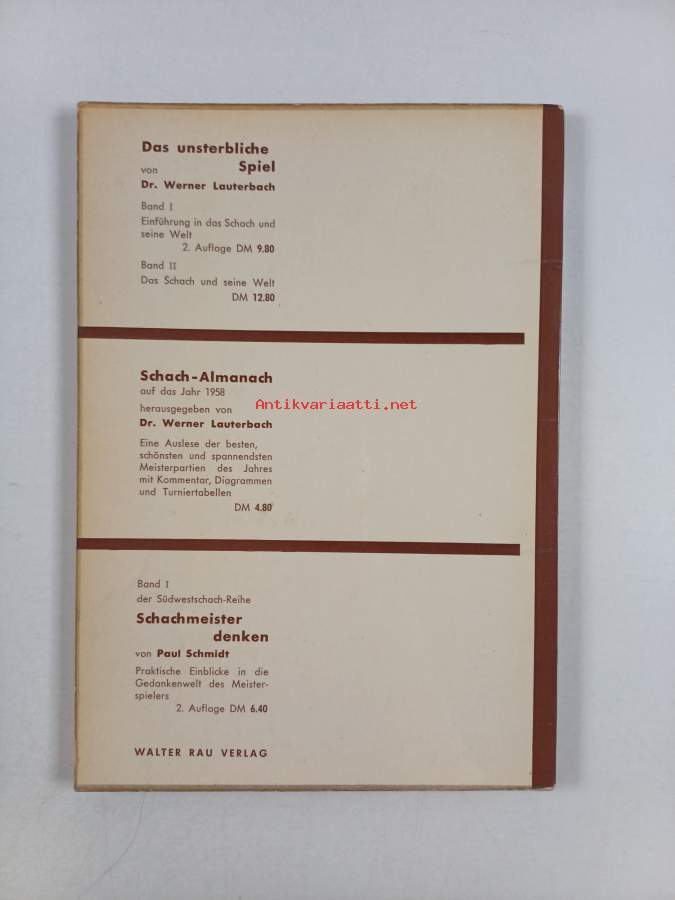 Das unsterbliche
von Spiel
Dr. Werner Lauterbach
Band I
Einführung in das Schach und
seine Welt
2. Auflage DM 9.80
Band II
Das Schach und seine Welt
DM 12.80
Schach-Almanach
auf das Jahr 1958
Antikvariaatti.net
herausgegeben von
Dr. Werner Lauterbach
Eine Auslese der besten,
schönsten und spannendsten
Meisterpartien des Jahres
mit Kommentar, Diagrammen
und Turniertabellen
DM 4.80
Band I
der Südwestschach-Reihe
Schachmeister
denken
von Paul Schmidt
Praktische Einblicke in die
Gedankenwelt des Meister-
spielers
2. Auflage DM 6.40
WALTER RAU VERLAG